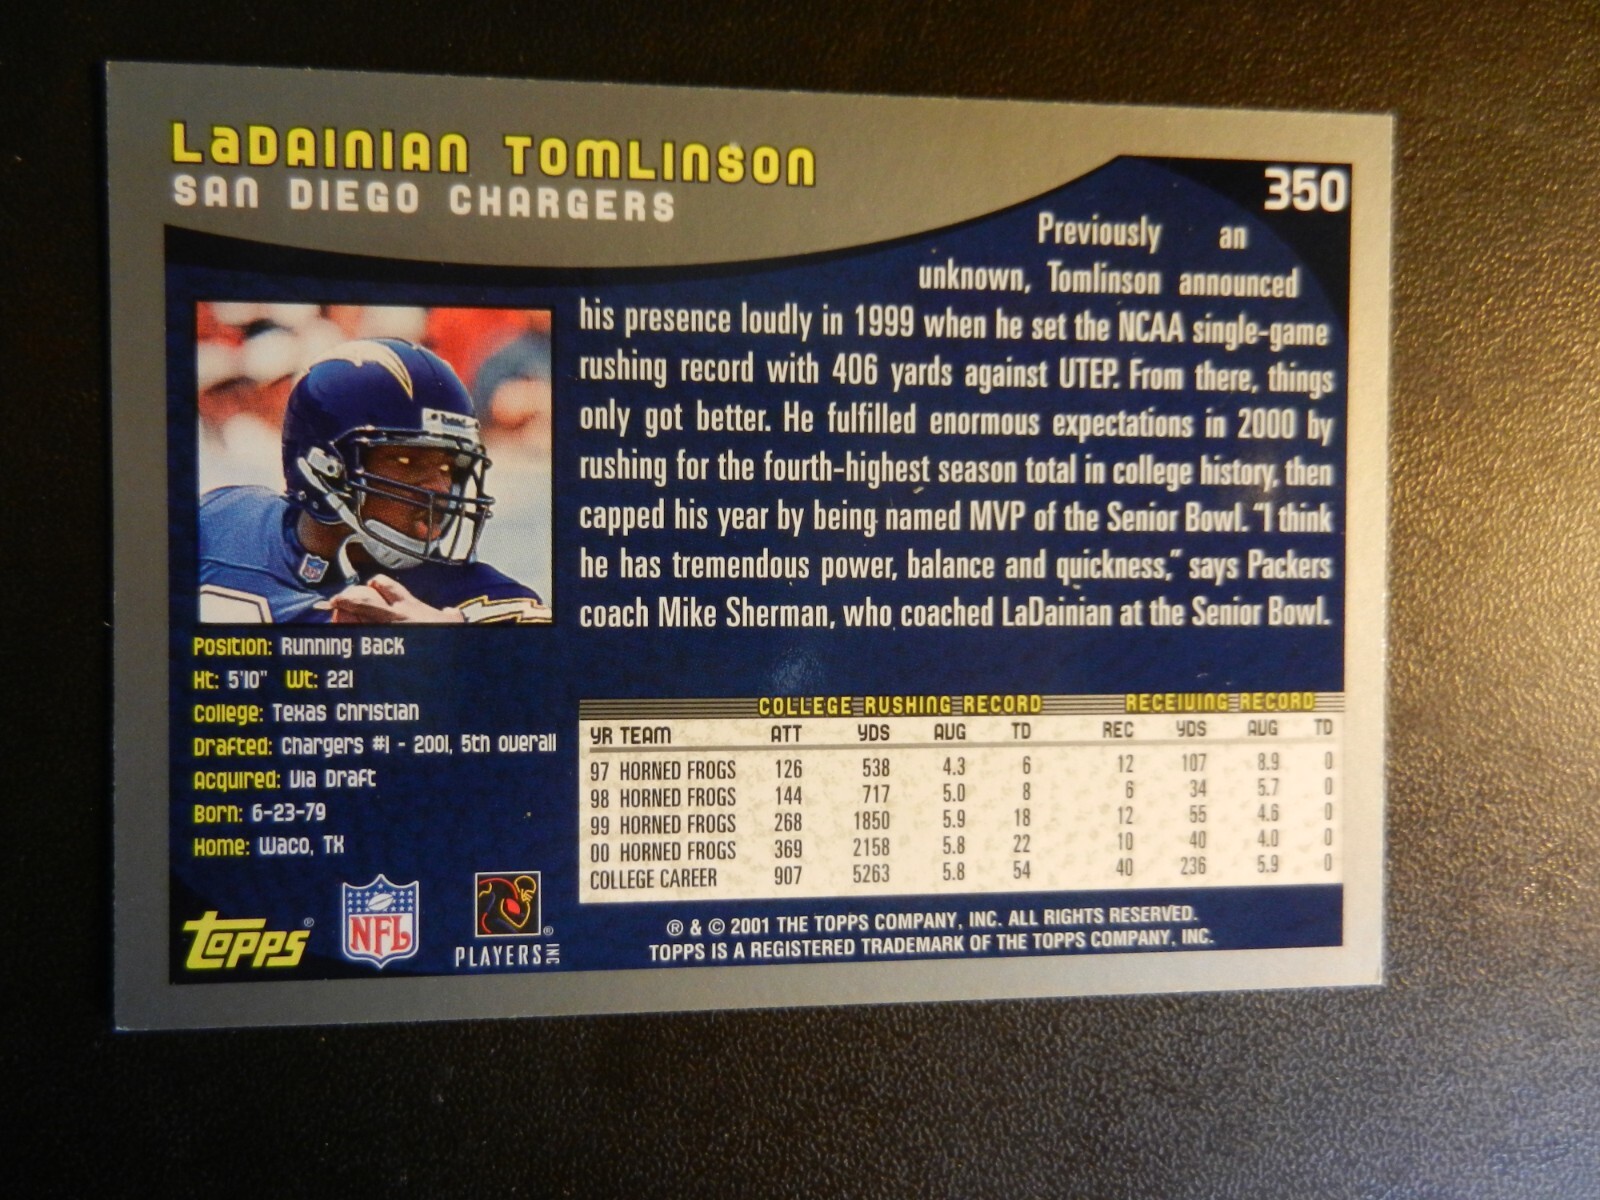 LaDAINIAN TOMLINSON
SAN DIEGO CHARGERS
350
Previously an
unknown, Tomlinson announced
his presence loudly in 1999 when he set the NCAA single-game
rushing record with 406 yards against UTEP. From there, things
only got better. He fulfilled enormous expectations in 2000 by
rushing for the fourth-highest season total in college history, then
capped his year by being named MVP of the Senior Bowl. "I think
he has tremendous power, balance and quickness," says Packers
coach Mike Sherman, who coached LaDainian at the Senior Bowl.
Position: Running Back
Ht: 5'10" Wt: 221
College: Texas Christian
Drafted: Chargers #1 - 2001, 5th overall
Acquired: Via Draft
Born: 6-23-79
Home: Waco, TX
COLLEGE RUSHING RECORD RECEIVING RECORD
YR TEAM ATT YDS AVG TD REC YDS AVG TD
97 HORNED FROGS 126 538 4.3 6 12 107 8.9 0
98 HORNED FROGS 144 717 5.0 8 6 34 5.7 0
99 HORNED FROGS 268 1850 5.9 18 12 55 4.6 0
00 HORNED FROGS 369 2158 5.8 22 10 40 4.0 0
COLLEGE CAREER 907 5263 5.8 54 40 236 5.9 0
Topps®
NFL
PLAYERS INC ®
® & © 2001 THE TOPPS COMPANY, INC. ALL RIGHTS RESERVED.
TOPPS IS A REGISTERED TRADEMARK OF THE TOPPS COMPANY, INC.